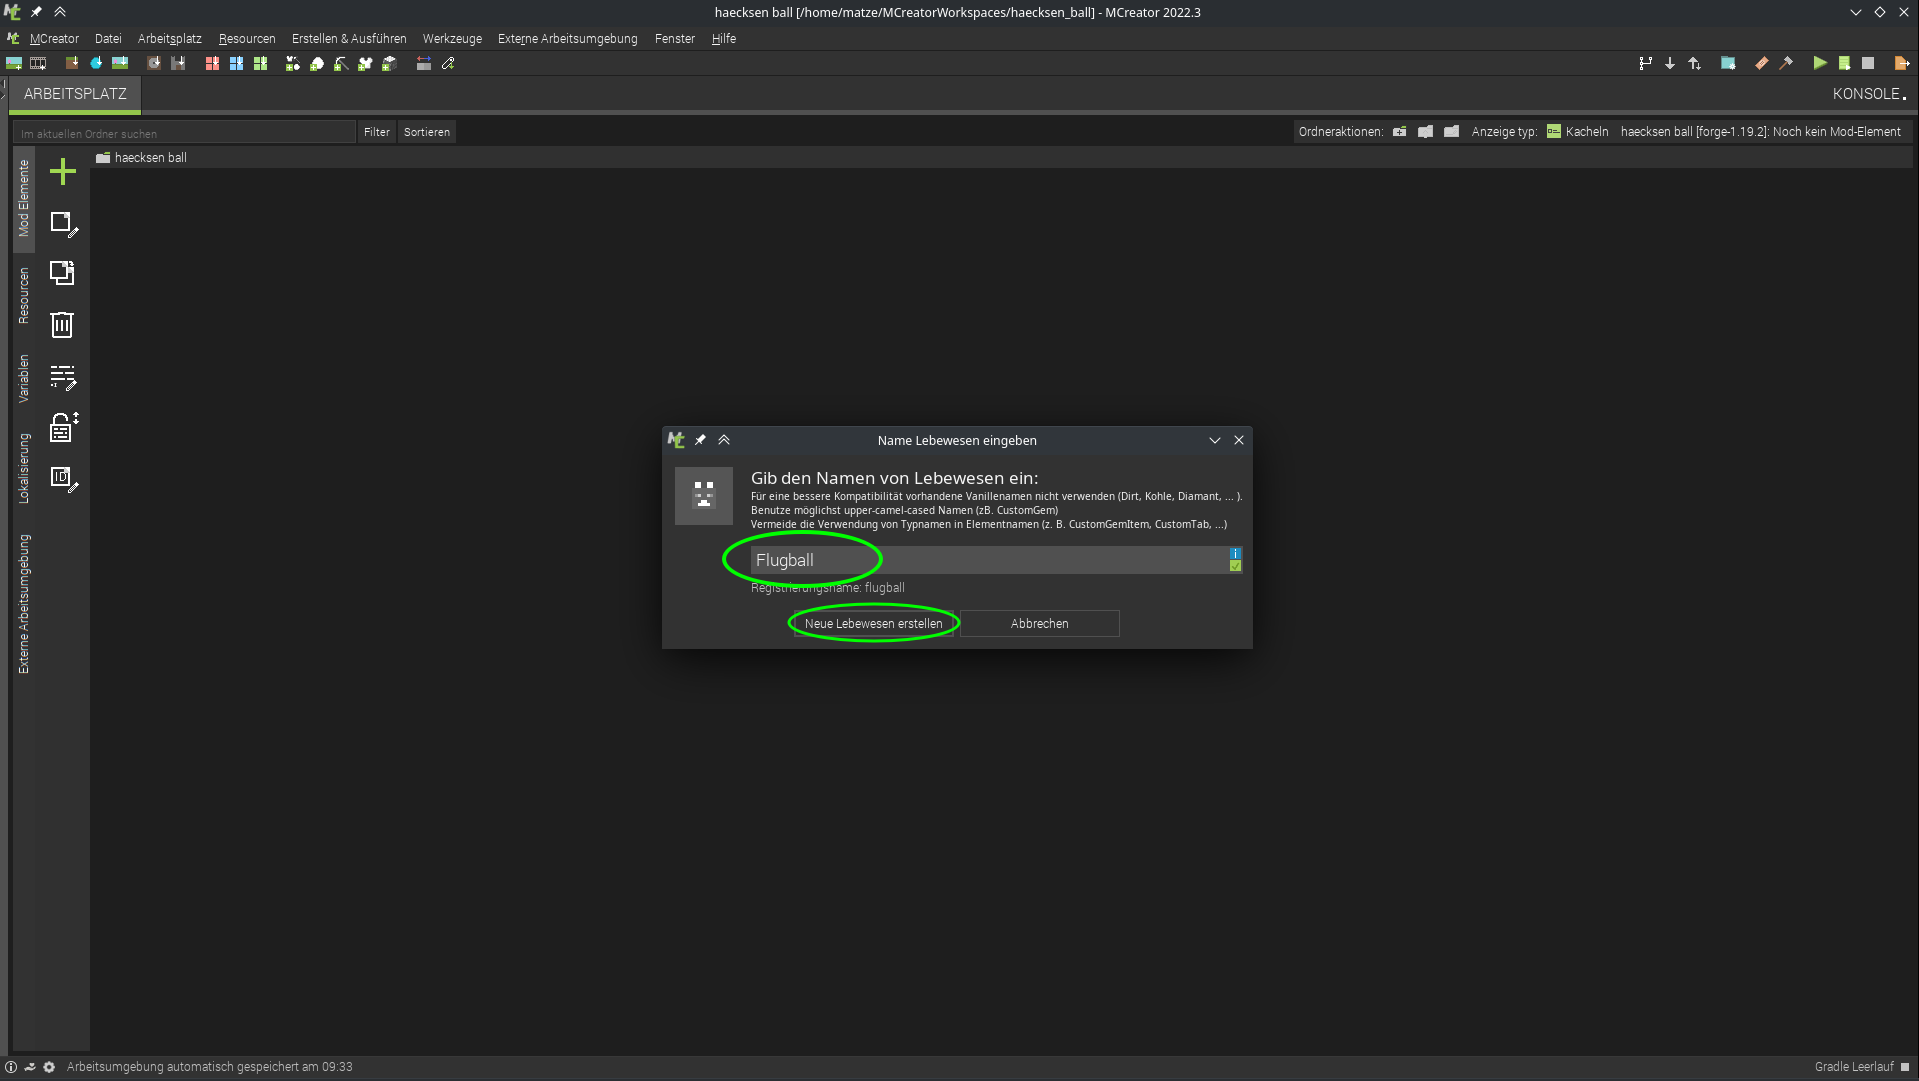 haecksen ball [/home/matze/MCreatorWorkspaces/haecksen_ball] - MCreator 2022.3
MCreator Datei Arbeitsplatz Resourcen Erstellen & Ausführen Werkzeuge Externe Arbeitsumgebung Fenster Hilfe
ARBEITSPLATZ
KONSOLE
Im aktuellen Ordner suchen
Filter
Sortieren
Ordneraktionen:
Anzeige typ:
Kacheln
haecksen ball [forge-1.19.2]: Noch kein Mod-Element
haecksen ball
Mod Elemente
Resourcen
Variablen
Lokalisierung
Externe Arbeitsumgebung
ID
Name Lebewesen eingeben
Gib den Namen von Lebewesen ein:
Für eine bessere Kompatibilität vorhandene Vanillenamen nicht verwenden (Dirt, Kohle, Diamant, ... ).
Benutze möglichst upper-camel-cased Namen (zB. CustomGem)
Vermeide die Verwendung von Typnamen in Elementnamen (z. B. CustomGemItem, CustomTab, ...)
Flugball
Registrierungsname: flugball
Neue Lebewesen erstellen
Abbrechen
Arbeitsumgebung automatisch gespeichert am 09:33
Gradle Leerlauf